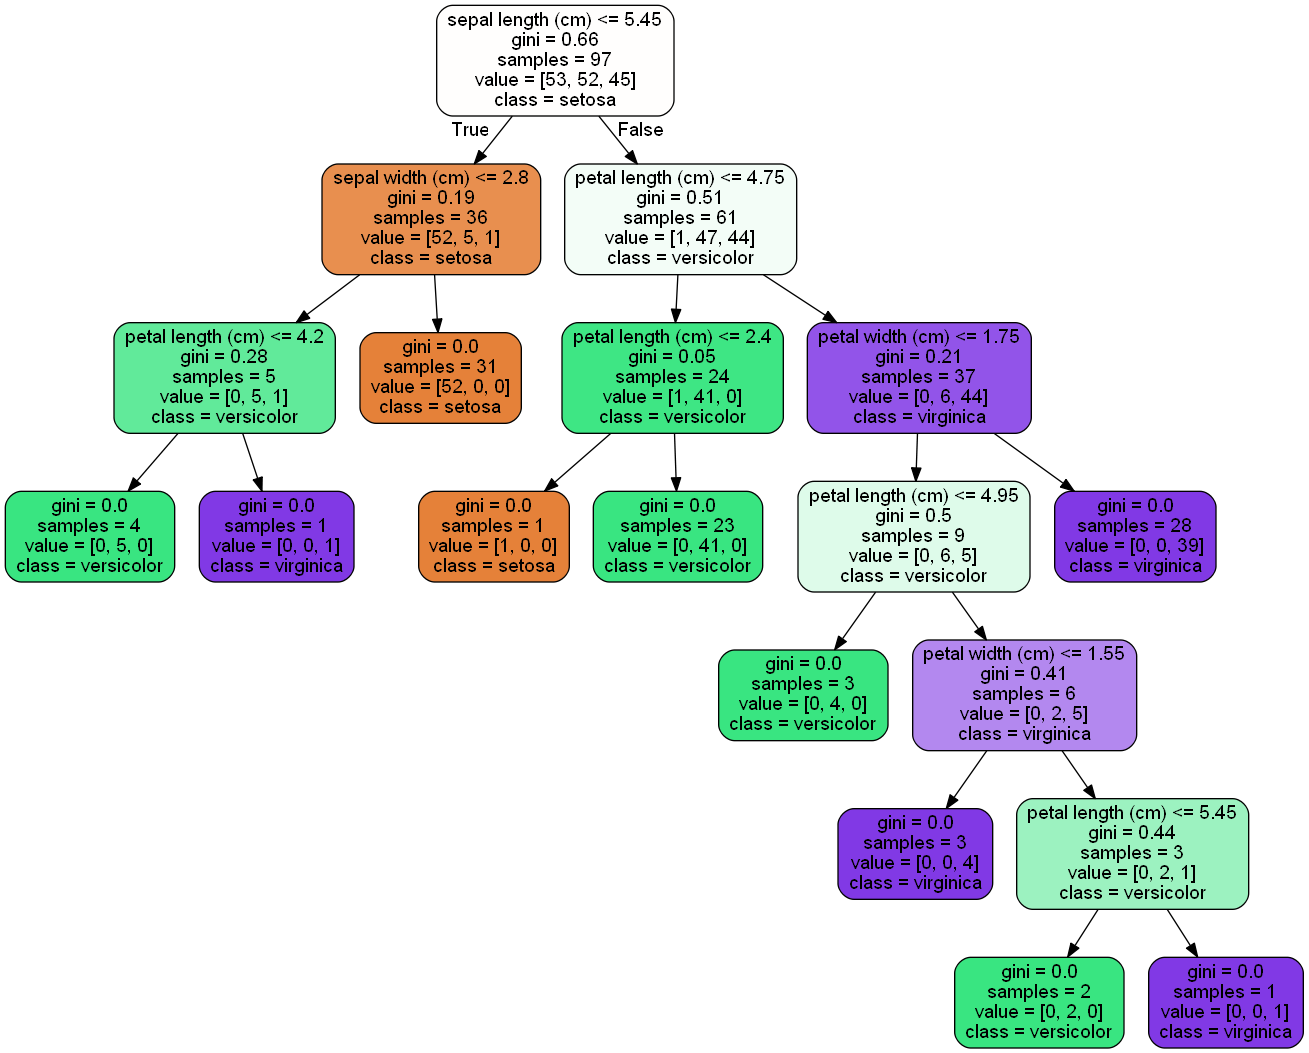 sepal length (cm) <= 5.45
gini = 0.66
samples = 97
value = [53, 52, 45]
class = setosa
True
False
sepal width (cm) <= 2.8
gini = 0.19
samples = 36
value = [52, 5, 1]
class = setosa
petal length (cm) <= 4.75
gini = 0.51
samples = 61
value = [1, 47, 44]
class = versicolor
petal length (cm) <= 4.2
gini = 0.28
samples = 5
value = [0, 5, 1]
class = versicolor
gini = 0.0
samples = 31
value = [52, 0, 0]
class = setosa
petal length (cm) <= 2.4
gini = 0.05
samples = 24
value = [1, 41, 0]
class = versicolor
petal width (cm) <= 1.75
gini = 0.21
samples = 37
value = [0, 6, 44]
class = virginica
gini = 0.0
samples = 4
value = [0, 5, 0]
class = versicolor
gini = 0.0
samples = 1
value = [0, 0, 1]
class = virginica
gini = 0.0
samples = 1
value = [1, 0, 0]
class = setosa
gini = 0.0
samples = 23
value = [0, 41, 0]
class = versicolor
petal length (cm) <= 4.95
gini = 0.5
samples = 9
value = [0, 6, 5]
class = versicolor
gini = 0.0
samples = 28
value = [0, 0, 39]
class = virginica
gini = 0.0
samples = 3
value = [0, 4, 0]
class = versicolor
petal width (cm) <= 1.55
gini = 0.41
samples = 6
value = [0, 2, 5]
class = virginica
gini = 0.0
samples = 3
value = [0, 0, 4]
class = virginica
petal length (cm) <= 5.45
gini = 0.44
samples = 3
value = [0, 2, 1]
class = versicolor
gini = 0.0
samples = 2
value = [0, 2, 0]
class = versicolor
gini = 0.0
samples = 1
value = [0, 0, 1]
class = virginica